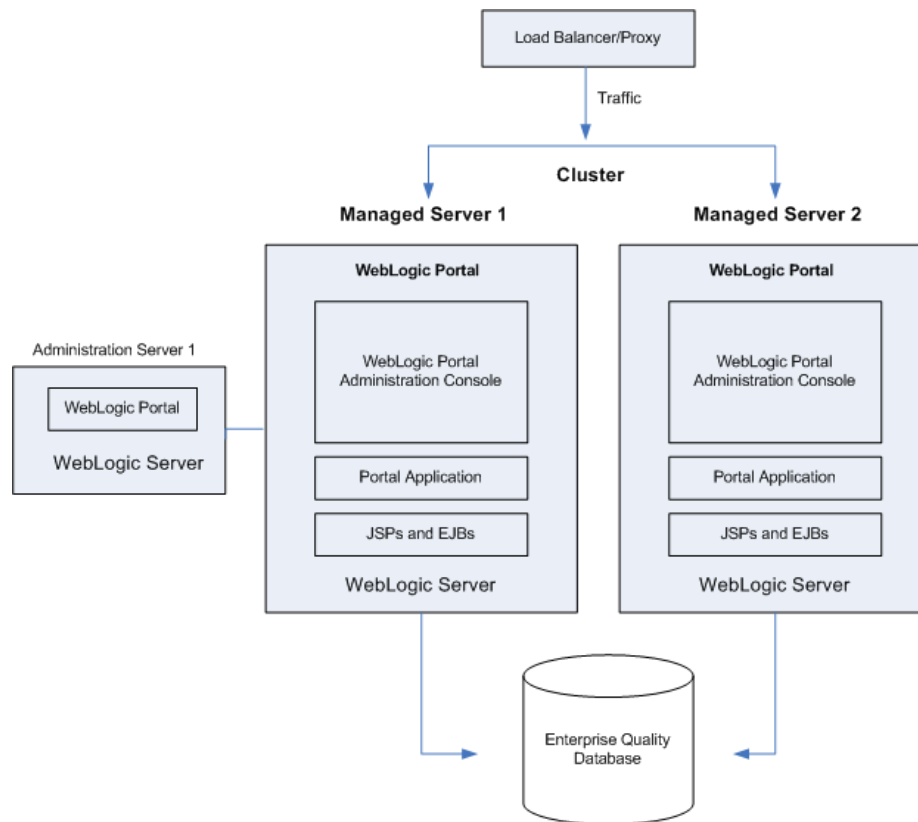 Load Balancer/Proxy
Traffic
Cluster
Managed Server 1
Managed Server 2
WebLogic Portal
WebLogic Portal
Administration Console
Portal Application
JSPs and EJBs
WebLogic Server
WebLogic Portal
WebLogic Portal
Administration Console
Portal Application
JSPs and EJBs
WebLogic Server
Administration Server 1
WebLogic Portal
WebLogic Server
Enterprise Quality
Database